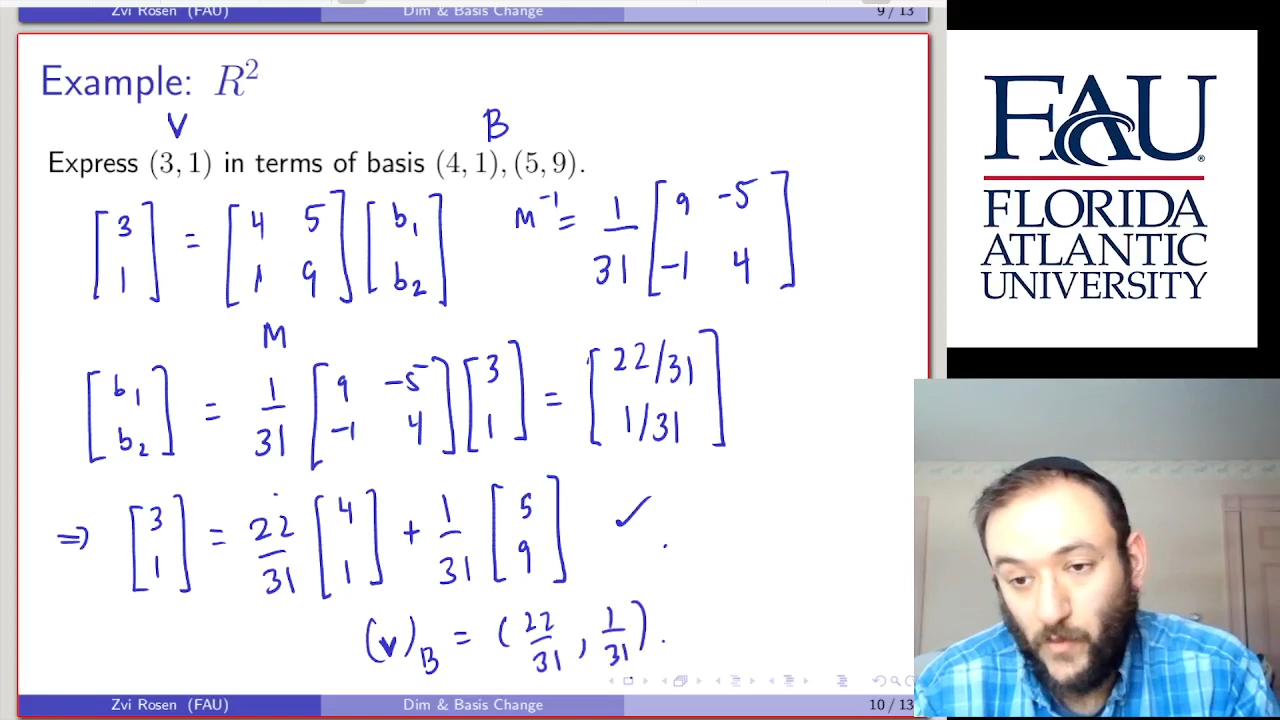 Zvi Rosen (FAU) Dim & Basis Change 9 / 13
Example: R²
V B
Express (3, 1) in terms of basis (4, 1), (5, 9).
[3 1] = [4 5 1 9] [b₁ b₂] M⁻¹ = 1/31 [9 -5 -1 4]
M
[b₁ b₂] = 1/31 [9 -5 -1 4] [3 1] = [22/31 1/31]
⇒ [3 1] = 22/31 [4 1] + 1/31 [5 9] ✓.
(v)_B = (22/31, 1/31).
Zvi Rosen (FAU) Dim & Basis Change 10 / 13
FAU®
FLORIDA
ATLANTIC
UNIVERSITY